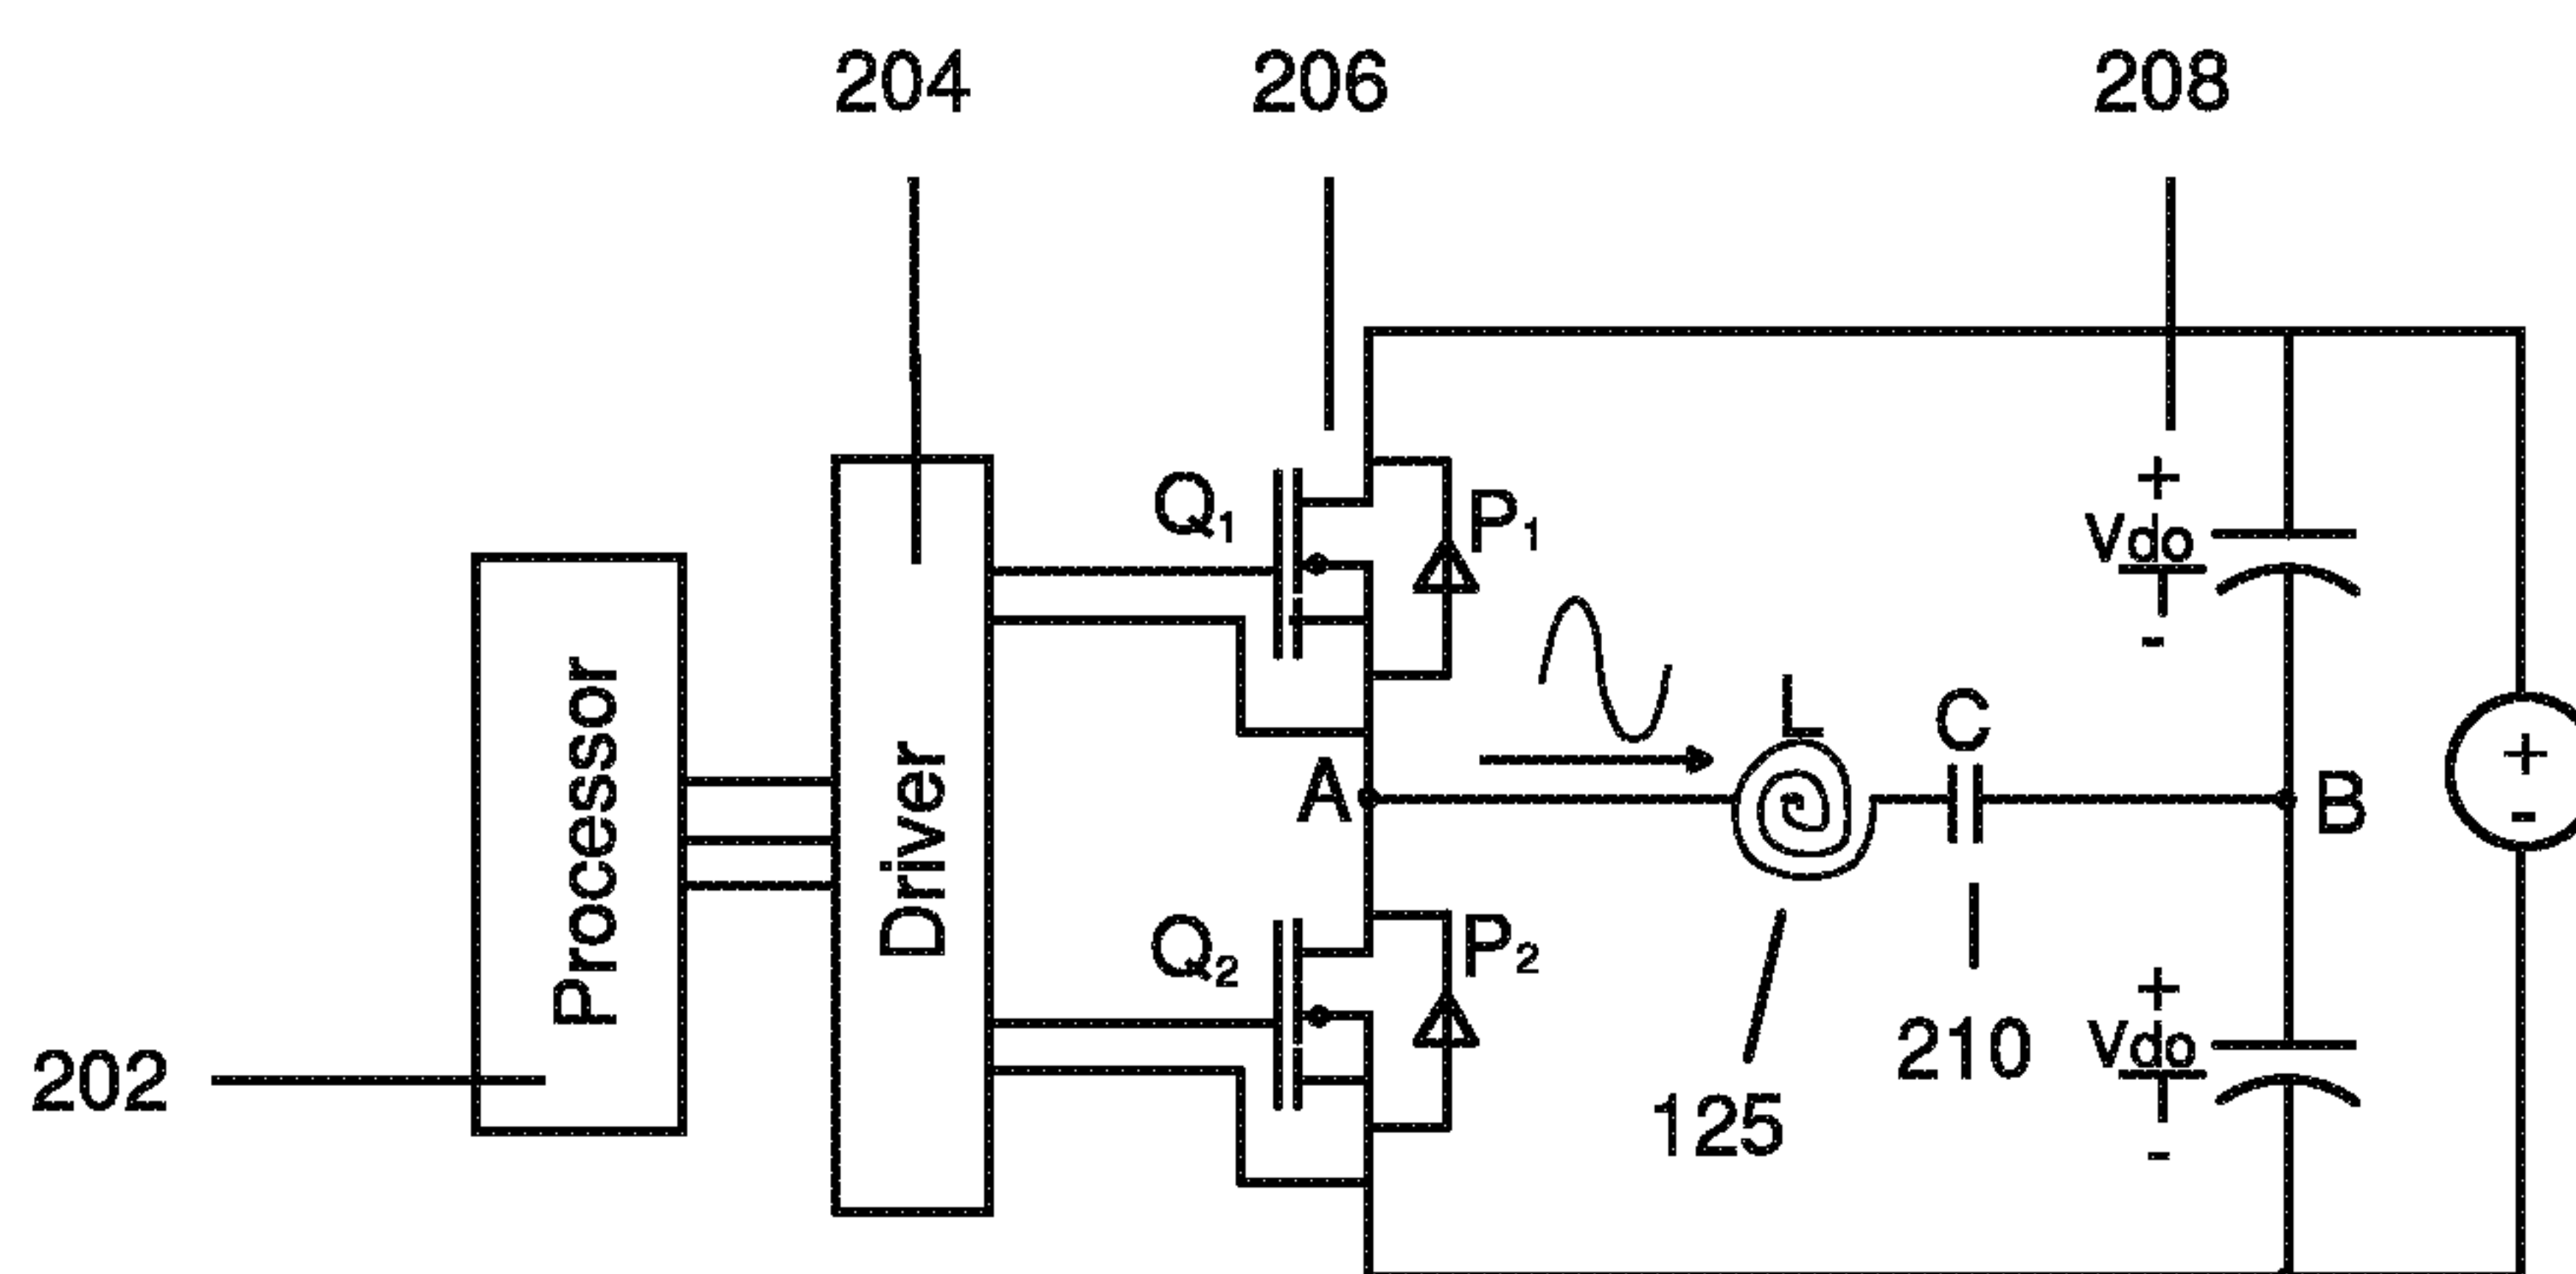 204 206 208
Q1 P1
+
Vdo
-
L C
+
-
A B
Processor
Driver
Q2 P2
+
Vdo
-
210
125
202